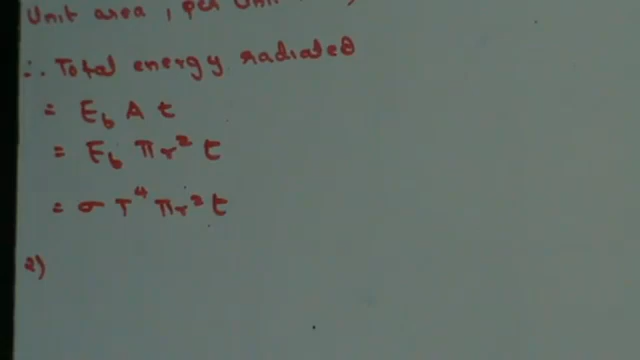 Unit area, per unit
∴ Total energy radiated
= E_b A t
= E_b πr² t
= σ T⁴ πr² t
2)